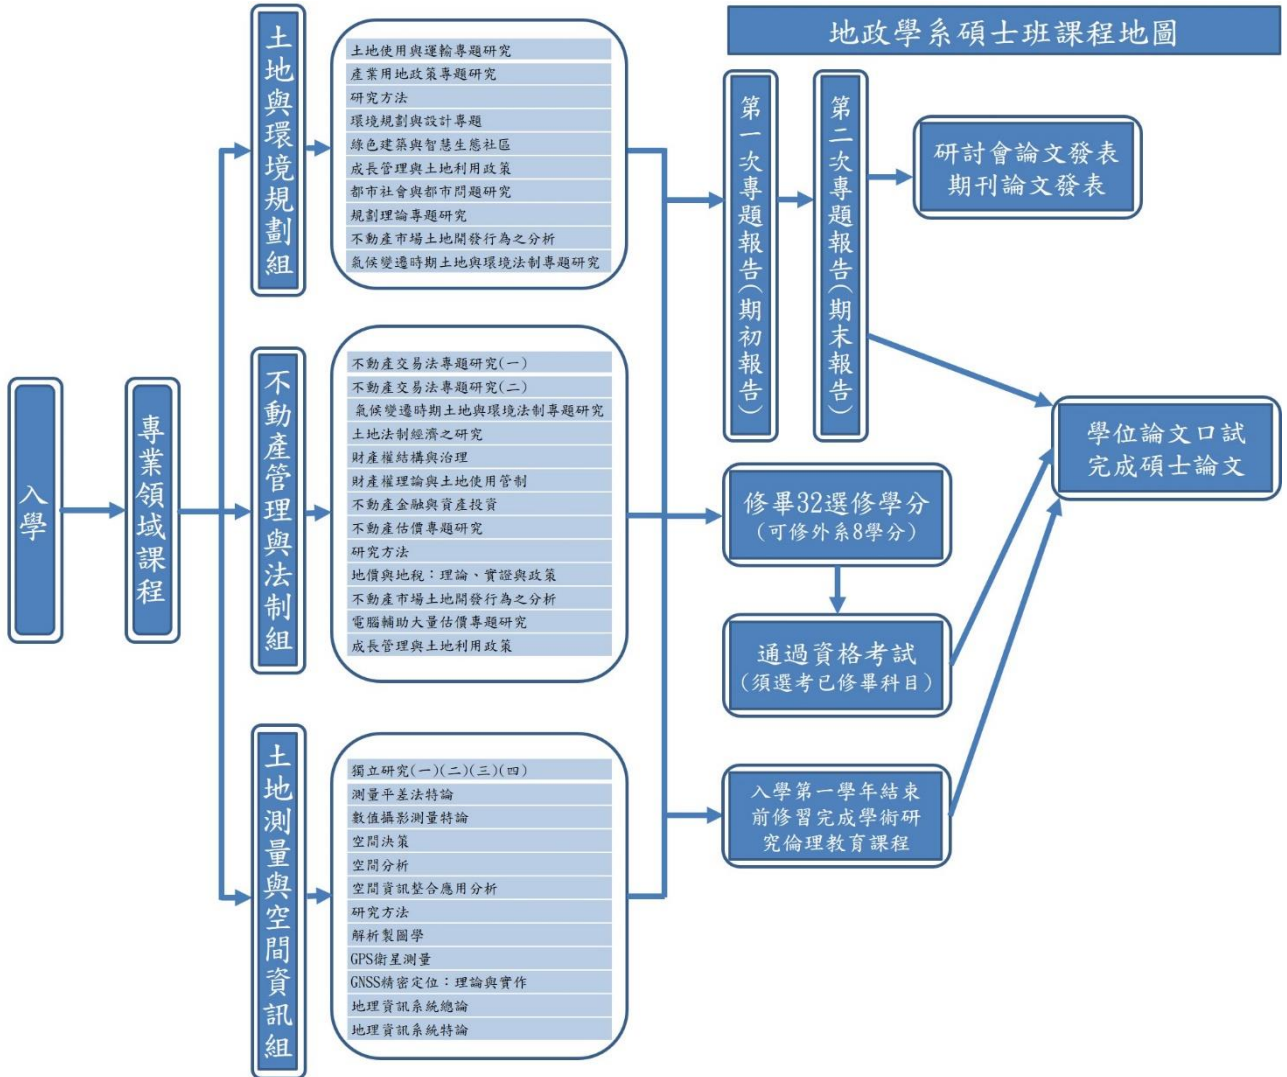 地政學系碩士班課程地圖
入學
專業領域課程
土地與環境規劃組
土地使用與運輸專題研究
產業用地政策專題研究
研究方法
環境規劃與設計專題
綠色建築與智慧生態社區
成長管理與土地利用政策
都市社會與都市問題研究
規劃理論專題研究
不動產市場土地開發行為之分析
氣候變遷時期土地與環境法制專題研究
不動產管理與法制組
不動產交易法專題研究(一)
不動產交易法專題研究(二)
氣候變遷時期土地與環境法制專題研究
土地法制經濟之研究
財產權結構與治理
財產權理論與土地使用管制
不動產金融與資產投資
不動產估價專題研究
研究方法
地價與地稅：理論、實證與政策
不動產市場土地開發行為之分析
電腦輔助大量估價專題研究
成長管理與土地利用政策
土地測量與空間資訊組
獨立研究(一)(二)(三)(四)
測量平差法特論
數值攝影測量特論
空間決策
空間分析
空間資訊整合應用分析
研究方法
解析製圖學
GPS衛星測量
GNSS精密定位：理論與實作
地理資訊系統總論
地理資訊系統特論
第一次專題報告(期初報告)
第二次專題報告(期末報告)
研討會論文發表
期刊論文發表
修畢32選修學分
(可修外系8學分)
通過資格考試
(須選考已修畢科目)
入學第一學年結束
前修習完成學術研
究倫理教育課程
學位論文口試
完成碩士論文